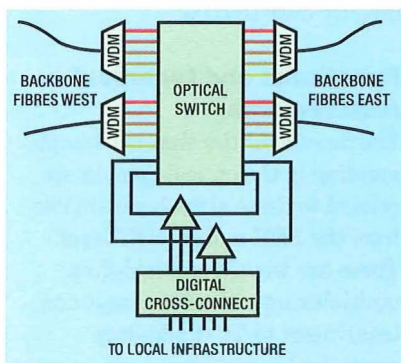 WDM
WDM
BACKBONE
FIBRES WEST
OPTICAL
SWITCH
BACKBONE
FIBRES EAST
WDM
WDM
DIGITAL
CROSS-CONNECT
TO LOCAL INFRASTRUCTURE